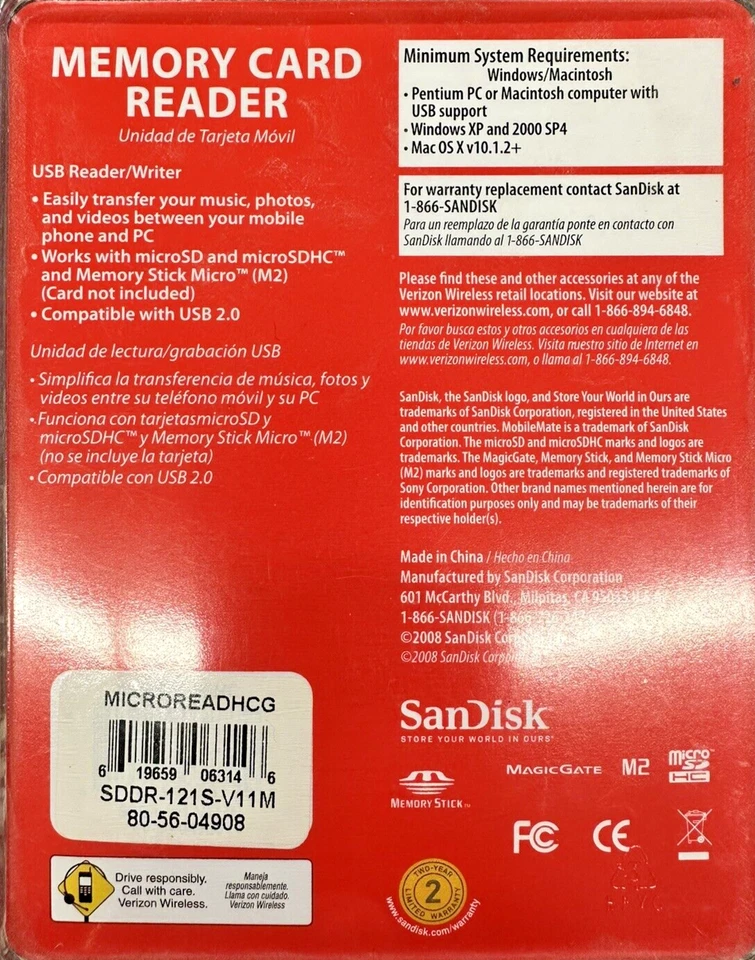 MEMORY CARD
READER
Unidad de Tarjeta Móvil
USB Reader/Writer
• Easily transfer your music, photos,
and videos between your mobile
phone and PC
• Works with microSD and microSDHC™
and Memory Stick Micro™ (M2)
(Card not included)
• Compatible with USB 2.0
Unidad de lectura/grabación USB
• Simplifica la transferencia de música, fotos y
videos entre su teléfono móvil y su PC
• Funciona con tarjetasmicroSD y
microSDHC™ y Memory Stick Micro™ (M2)
(no se incluye la tarjeta)
• Compatible con USB 2.0
MICROREADHCG
6 19659 06314 6
SDDR-121S-V11M
80-56-04908
Drive responsibly.
Call with care.
Verizon Wireless.
Maneja
responsablemente.
Llama con cuidado.
Verizon Wireless
Minimum System Requirements:
Windows/Macintosh
• Pentium PC or Macintosh computer with
USB support
• Windows XP and 2000 SP4
• Mac OS X v10.1.2+
For warranty replacement contact SanDisk at
1-866-SANDISK
Para un reemplazo de la garantía ponte en contacto con
SanDisk llamando al 1-866-SANDISK
Please find these and other accessories at any of the
Verizon Wireless retail locations. Visit our website at
www.verizonwireless.com, or call 1-866-894-6848.
Por favor busca estos y otros accesorios en cualquiera de las
tiendas de Verizon Wireless. Visita nuestro sitio de Internet en
www.verizonwireless.com, o llama al 1-866-894-6848.
SanDisk, the SanDisk logo, and Store Your World in Ours are
trademarks of SanDisk Corporation, registered in the United States
and other countries. MobileMate is a trademark of SanDisk
Corporation. The microSD and microSDHC marks and logos are
trademarks. The MagicGate, Memory Stick, and Memory Stick Micro
(M2) marks and logos are trademarks and registered trademarks of
Sony Corporation. Other brand names mentioned herein are for
identification purposes only and may be trademarks of their
respective holder(s).
Made in China / Hecho en China
Manufactured by SanDisk Corporation
601 McCarthy Blvd., Milpitas, CA 95035
1-866-SANDISK
©2008 SanDisk
©2008 SanDisk
SanDisk
STORE YOUR WORLD IN OURS™
MEMORY STICK™
MAGICGATE
M2
micro™
SD
HC
FC
CE
TWO-YEAR
2
LIMITED WARRANTY
www.sandisk.com/warranty